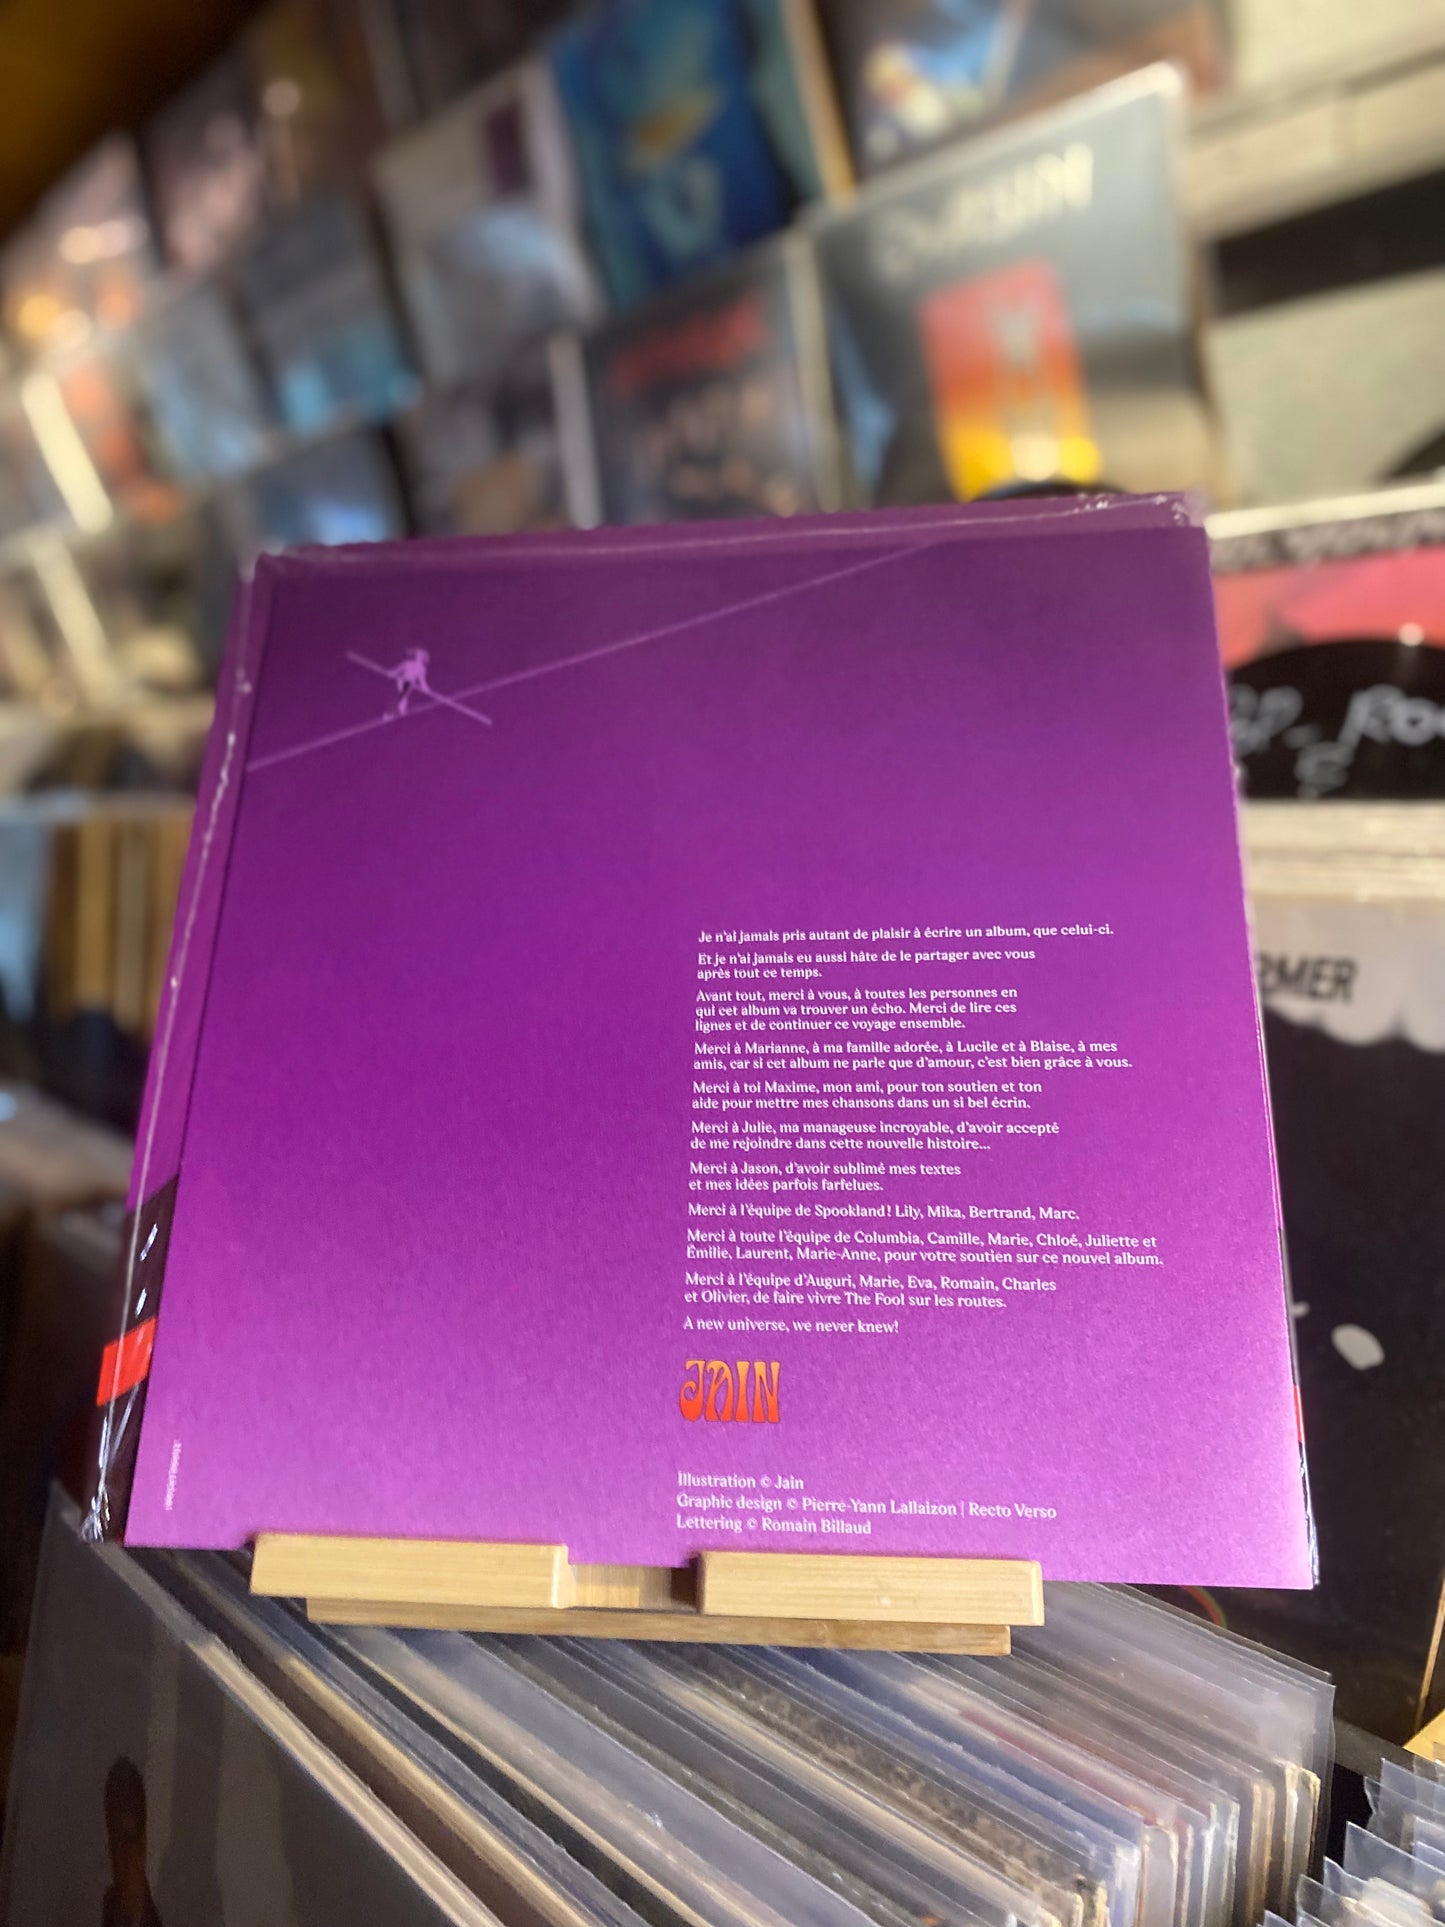 Je n'ai jamais pris autant de plaisir à écrire un album, que celui-ci.
Et je n'ai jamais eu aussi hâte de le partager avec vous
après tout ce temps.
Avant tout, merci à vous, à toutes les personnes en
qui cet album va trouver un écho. Merci de lire ces
lignes et de continuer ce voyage ensemble.
Merci à Marianne, à ma famille adorée, à Lucile et à Blaise, à mes
amis, car si cet album ne parle que d'amour, c'est bien grâce à vous.
Merci à toi Maxime, mon ami, pour ton soutien et ton
aide pour mettre mes chansons dans un si bel écrin.
Merci à Julie, ma manageuse incroyable, d'avoir accepté
de me rejoindre dans cette nouvelle histoire...
Merci à Jason, d'avoir sublimé mes textes
et mes idées parfois farfelues.
Merci à l'équipe de Spookland! Lily, Mika, Bertrand, Marc.
Merci à toute l'équipe de Columbia, Camille, Marie, Chloé, Juliette et
Émilie, Laurent, Marie-Anne, pour votre soutien sur ce nouvel album.
Merci à l'équipe d'Auguri, Marie, Eva, Romain, Charles
et Olivier, de faire vivre The Fool sur les routes.
A new universe, we never knew!
JAIN
Illustration © Jain
Graphic design © Pierre-Yann Lallaizon | Recto Verso
Lettering © Romain Billaud